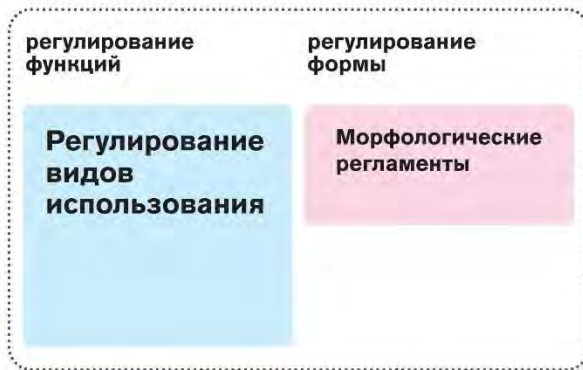 регулирование
функций
регулирование
формы
Регулирование
видов
использования
Морфологические
регламенты